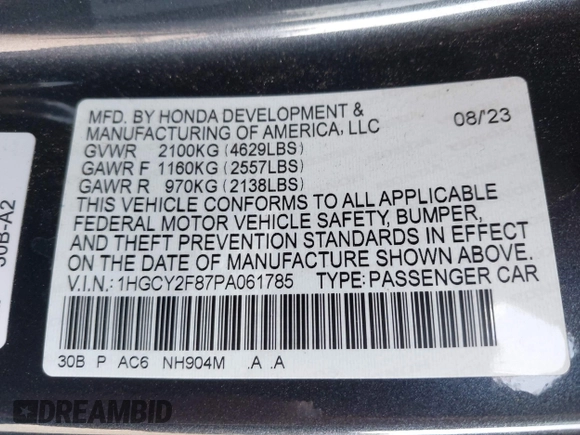 MFD. BY HONDA DEVELOPMENT & 08/'23
MANUFACTURING OF AMERICA, LLC
GVWR 2100KG (4629LBS)
GAWR F 1160KG (2557LBS)
GAWR R 970KG (2138LBS)
THIS VEHICLE CONFORMS TO ALL APPLICABLE
FEDERAL MOTOR VEHICLE SAFETY, BUMPER,
AND THEFT PREVENTION STANDARDS IN EFFECT
ON THE DATE OF MANUFACTURE SHOWN ABOVE.
V.I.N.: 1HGCY2F87PA061785 TYPE: PASSENGER CAR
30B P AC6 NH904M .A .A
30B-A2
DREAMBID